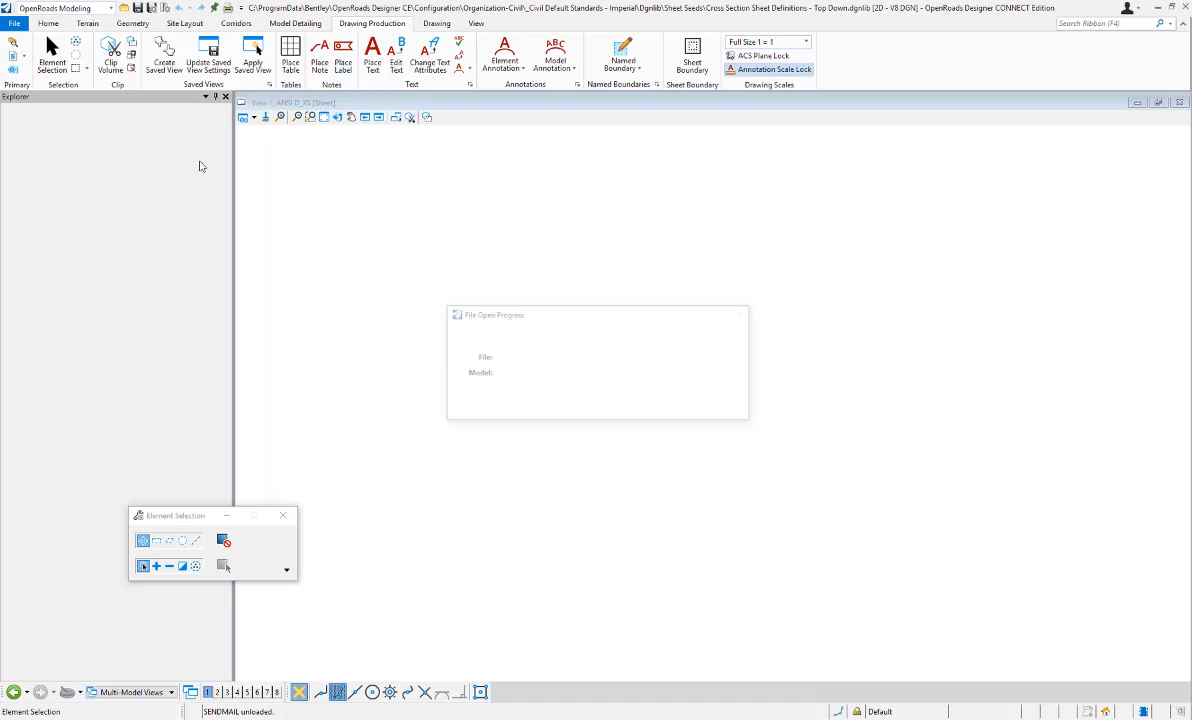 OpenRoads Modeling
C:\ProgramData\Bentley\OpenRoads Designer CE\Configuration\Organization-Civil\_Civil Default Standards - Imperial\Dgnlib\Sheet Seeds\Cross Section Sheet Definitions - Top Down.dgnlib [2D - V8 DGN] - OpenRoads Designer CONNECT Edition
File Home Terrain Geometry Site Layout Corridors Model Detailing Drawing Production Drawing View
Search Ribbon (F4)
Element Selection
Clip Volume
Create Saved View
Update Saved View Settings
Apply Saved View
Place Table
Place Note
Place Label
Place Text
Edit Text
Change Text Attributes
Element Annotation
Model Annotation
Named Boundary
Sheet Boundary
Full Size 1 = 1
ACS Plane Lock
Annotation Scale Lock
Primary Selection Clip Saved Views Tables Notes Text Annotations Named Boundaries Sheet Boundary Drawing Scales
Explorer
View 1, ANSI D_XS [Sheet]
File Open Progress
File:
Model:
Element Selection
Multi-Model Views
1 2 3 4 5 6 7 8
Element Selection
SENDMAIL unloaded.
Default